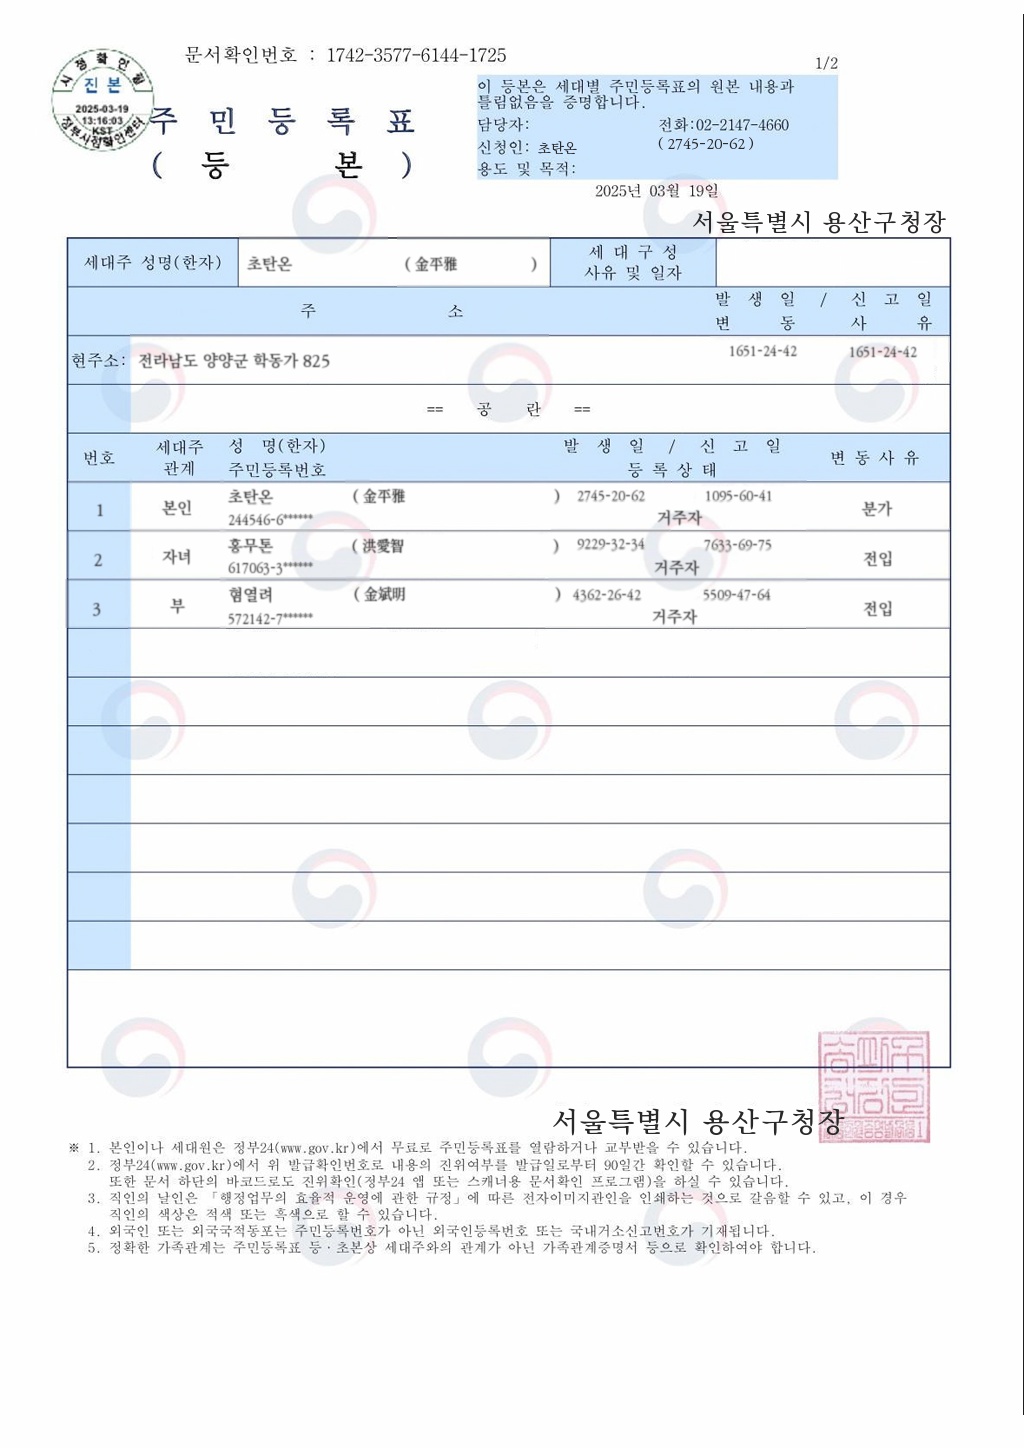 문서확인번호 : 1742-3577-6144-1725
1/2
시점확인필
진본
2025-03-19
13:16:03
KST
정부시점확인센터
주 민 등 록 표
( 등 본 )
이 등본은 세대별 주민등록표의 원본 내용과
틀림없음을 증명합니다.
담당자: 전화:02-2147-4660
신청인: 초탄온 ( 2745-20-62 )
용도 및 목적:
2025년 03월 19일
서울특별시 용산구청장
세대주 성명(한자) 초탄온 ( 金平雅 ) 세 대 구 성
사유 및 일자
주 소 발 생 일 / 신 고 일
변 동 사 유
현주소: 전라남도 양양군 학동가 825 1651-24-42 1651-24-42
== 공 란 ==
번호 세대주 관계 성 명(한자) 주민등록번호 발 생 일 / 신 고 일 등 록 상 태 변 동 사 유
1 본인 초탄온 ( 金平雅 ) 2745-20-62 1095-60-41 분가
244546-6****** 거주자
2 자녀 홍무톤 ( 洪愛智 ) 9229-32-34 7633-69-75 전입
617063-3****** 거주자
3 부 혐열려 ( 金斌明 ) 4362-26-42 5509-47-64 전입
572142-7****** 거주자
서울특별시 용산구청장
※ 1. 본인이나 세대원은 정부24(www.gov.kr)에서 무료로 주민등록표를 열람하거나 교부받을 수 있습니다.
2. 정부24(www.gov.kr)에서 위 발급확인번호로 내용의 진위여부를 발급일로부터 90일간 확인할 수 있습니다.
또한 문서 하단의 바코드로도 진위확인(정부24 앱 또는 스캐너용 문서확인 프로그램)을 하실 수 있습니다.
3. 직인의 날인은 「행정업무의 효율적 운영에 관한 규정」에 따른 전자이미지관인을 인쇄하는 것으로 갈음할 수 있고, 이 경우
직인의 색상은 적색 또는 흑색으로 할 수 있습니다.
4. 외국인 또는 외국국적동포는 주민등록번호가 아닌 외국인등록번호 또는 국내거소신고번호가 기재됩니다.
5. 정확한 가족관계는 주민등록표 등·초본상 세대주와의 관계가 아닌 가족관계증명서 등으로 확인하여야 합니다.